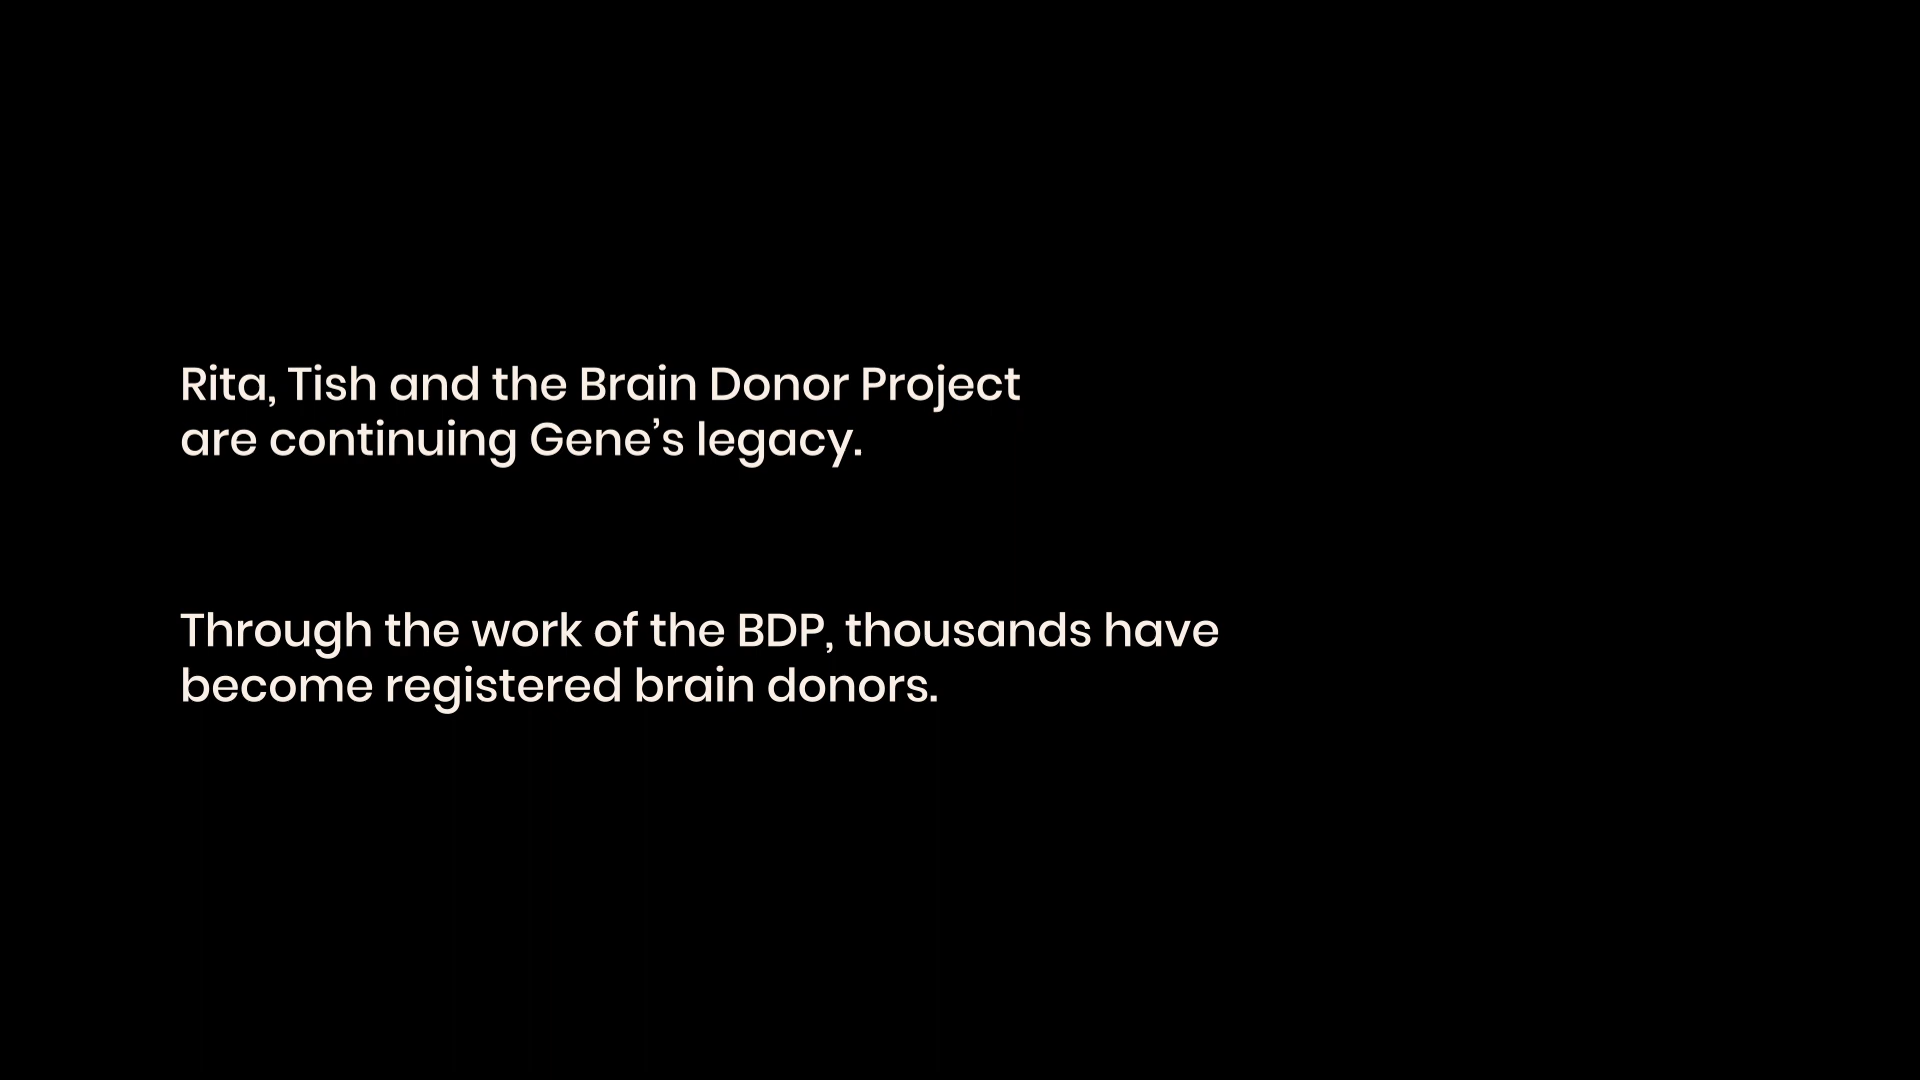 Rita, Tish and the Brain Donor Project
are continuing Gene’s legacy.
Through the work of the BDP, thousands have
become registered brain donors.